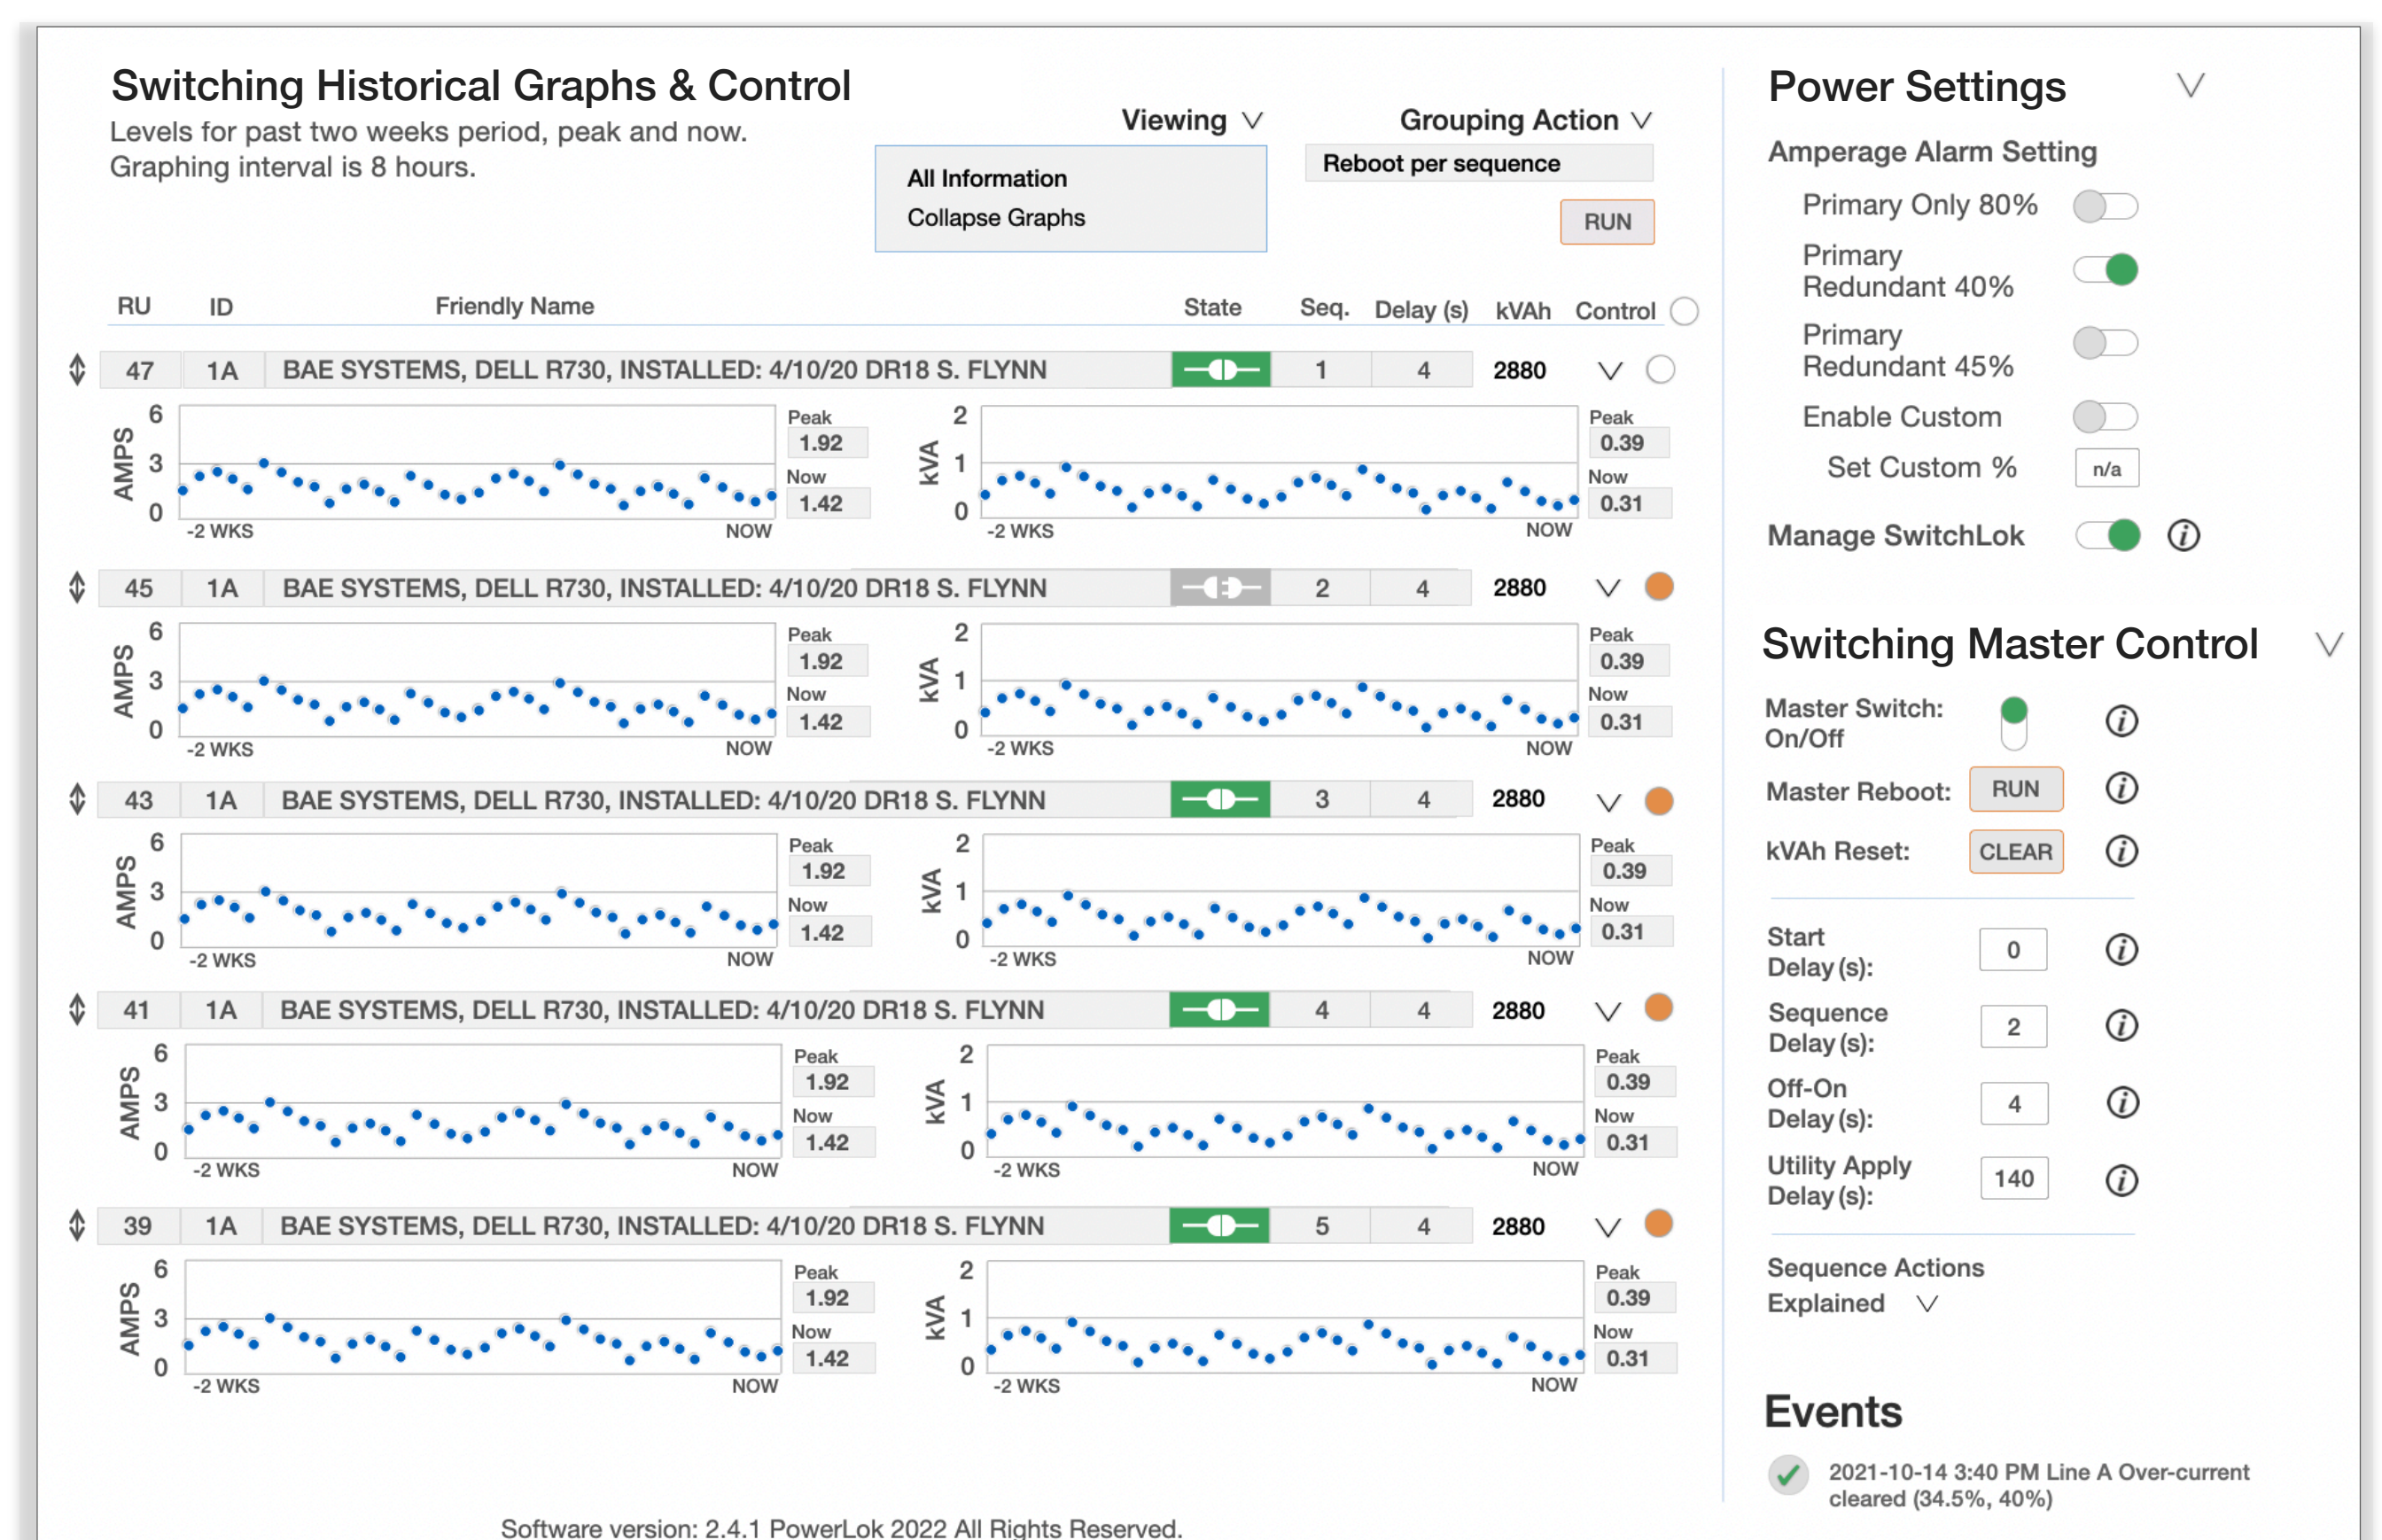 Switching Historical Graphs & Control
Levels for past two weeks period, peak and now.
Graphing interval is 8 hours.
Viewing
All Information
Collapse Graphs
Grouping Action
Reboot per sequence
RUN
RU ID Friendly Name State Seq. Delay (s) kVAh Control
47 1A BAE SYSTEMS, DELL R730, INSTALLED: 4/10/20 DR18 S. FLYNN 1 4 2880
AMPS
6
3
0
-2 WKS NOW
Peak
1.92
Now
1.42
kVA
2
1
0
-2 WKS NOW
Peak
0.39
Now
0.31
45 1A BAE SYSTEMS, DELL R730, INSTALLED: 4/10/20 DR18 S. FLYNN 2 4 2880
AMPS
6
3
0
-2 WKS NOW
Peak
1.92
Now
1.42
kVA
2
1
0
-2 WKS NOW
Peak
0.39
Now
0.31
43 1A BAE SYSTEMS, DELL R730, INSTALLED: 4/10/20 DR18 S. FLYNN 3 4 2880
AMPS
6
3
0
-2 WKS NOW
Peak
1.92
Now
1.42
kVA
2
1
0
-2 WKS NOW
Peak
0.39
Now
0.31
41 1A BAE SYSTEMS, DELL R730, INSTALLED: 4/10/20 DR18 S. FLYNN 4 4 2880
AMPS
6
3
0
-2 WKS NOW
Peak
1.92
Now
1.42
kVA
2
1
0
-2 WKS NOW
Peak
0.39
Now
0.31
39 1A BAE SYSTEMS, DELL R730, INSTALLED: 4/10/20 DR18 S. FLYNN 5 4 2880
AMPS
6
3
0
-2 WKS NOW
Peak
1.92
Now
1.42
kVA
2
1
0
-2 WKS NOW
Peak
0.39
Now
0.31
Software version: 2.4.1 PowerLok 2022 All Rights Reserved.
Power Settings
Amperage Alarm Setting
Primary Only 80%
Primary
Redundant 40%
Primary
Redundant 45%
Enable Custom
Set Custom % n/a
Manage SwitchLok i
Switching Master Control
Master Switch:
On/Off i
Master Reboot: RUN i
kVAh Reset: CLEAR i
Start
Delay (s): 0 i
Sequence
Delay (s): 2 i
Off-On
Delay (s): 4 i
Utility Apply
Delay (s): 140 i
Sequence Actions
Explained
Events
2021-10-14 3:40 PM Line A Over-current
cleared (34.5%, 40%)